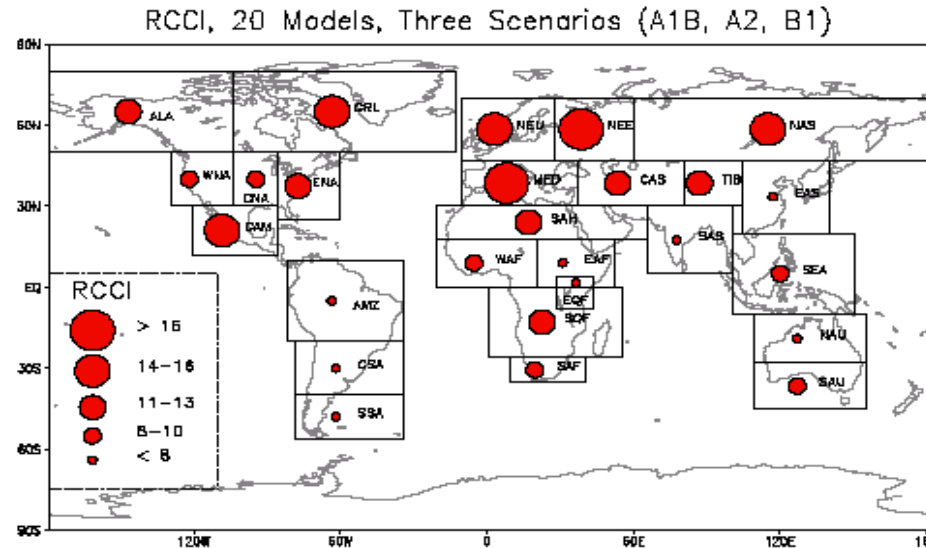 RCCI, 20 Models, Three Scenarios (A1B, A2, B1)
90N
60N
30N
EQ
30S
60S
90S
120W
60W
0
60E
120E
18
ALA
GRL
NEU
NEE
NAS
WNA
CNA
ENA
MED
CAS
TIB
EAS
CAM
SAH
SAS
WAF
EAF
SEA
EQF
SQF
AMZ
NAU
CSA
SAF
SAU
SSA
RCCI
> 16
14-16
11-13
8-10
< 8